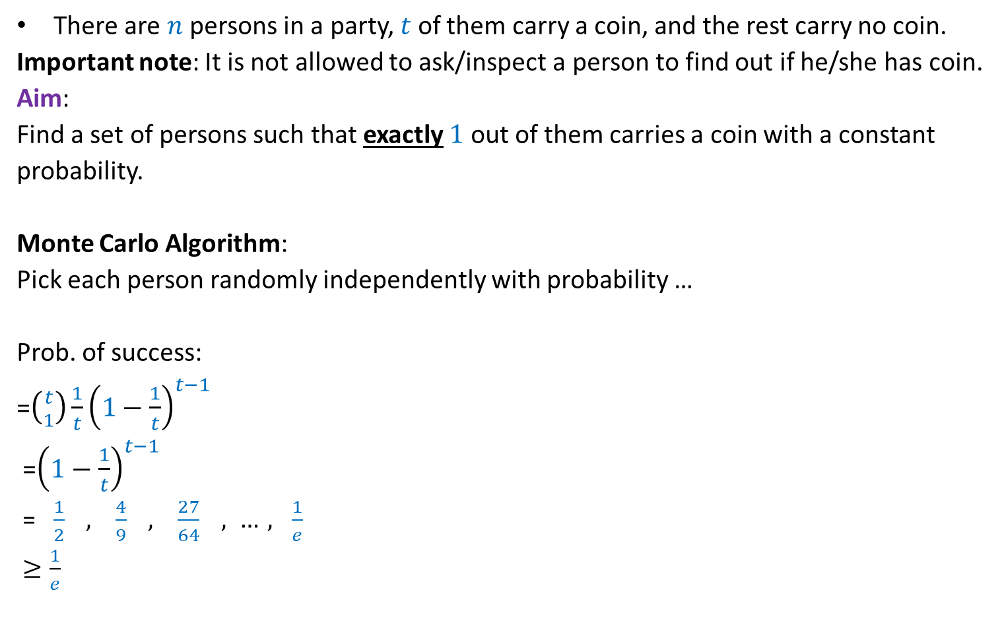 • There are n persons in a party, t of them carry a coin, and the rest carry no coin.
Important note: It is not allowed to ask/inspect a person to find out if he/she has coin.
Aim:
Find a set of persons such that exactly 1 out of them carries a coin with a constant
probability.
Monte Carlo Algorithm:
Pick each person randomly independently with probability ...
Prob. of success:
=\binom{t}{1}\frac{1}{t}\left(1-\frac{1}{t}\right)^{t-1}
=\left(1-\frac{1}{t}\right)^{t-1}
= \frac{1}{2} , \frac{4}{9} , \frac{27}{64} , ... , \frac{1}{e}
≥ \frac{1}{e}